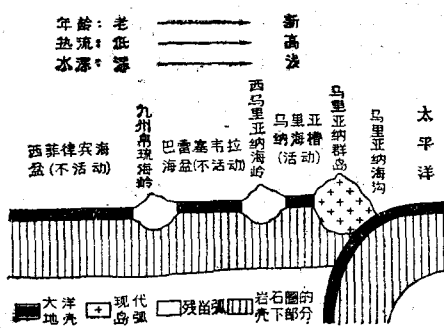 年龄：老 新
热流：低 高
水深：深 浅
西菲律宾海
盆(不活动)
九州帛琉海岭
巴雷塞韦拉
海盆(不活动)
西马里亚纳海岭
马里亚
纳海槽
(活动)
马里亚纳群岛
马里亚纳海沟
太平洋
大洋
地壳
现代
岛弧
残留弧
岩石圈的
壳下部分